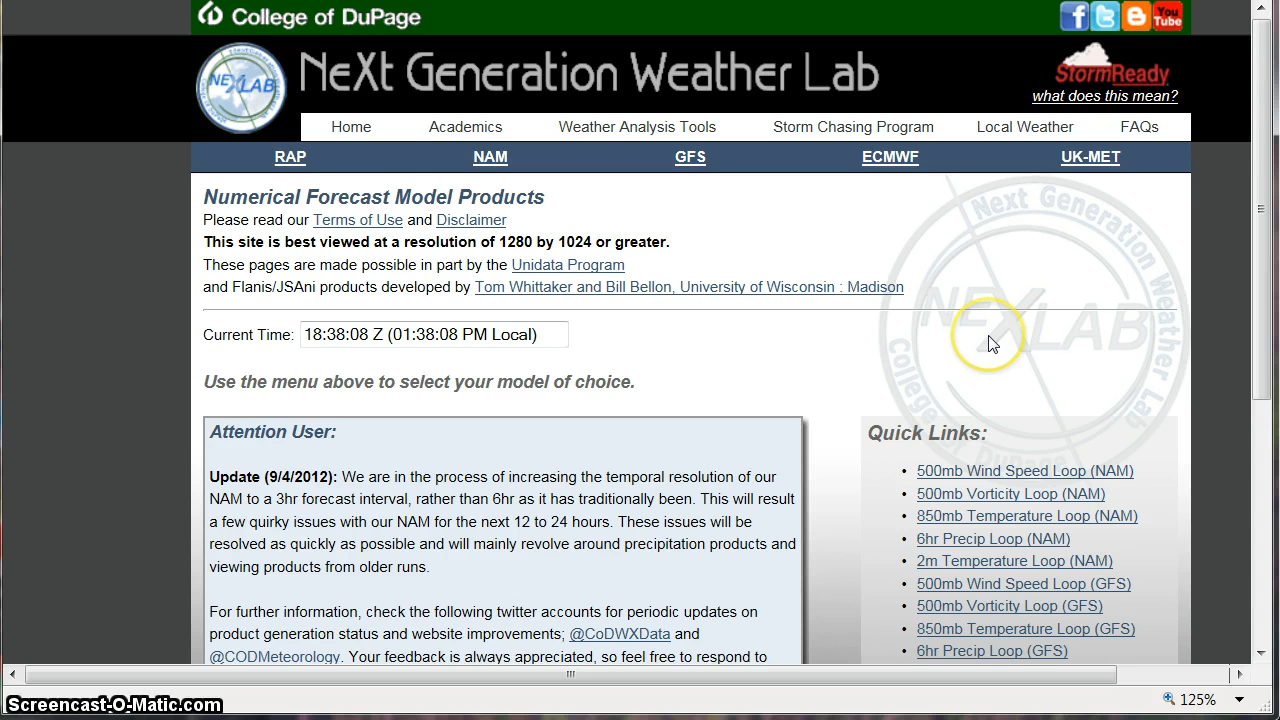 College of DuPage
f t B You Tube
NEXLAB
NeXt Generation Weather Lab
StormReady
what does this mean?
Home Academics Weather Analysis Tools Storm Chasing Program Local Weather FAQs
RAP NAM GFS ECMWF UK-MET
Numerical Forecast Model Products
Please read our Terms of Use and Disclaimer
This site is best viewed at a resolution of 1280 by 1024 or greater.
These pages are made possible in part by the Unidata Program
and Flanis/JSAni products developed by Tom Whittaker and Bill Bellon, University of Wisconsin : Madison
Next Generation Weather
NEXLAB
College of DuPage
Current Time: 18:38:08 Z (01:38:08 PM Local)
Use the menu above to select your model of choice.
Attention User:
Update (9/4/2012): We are in the process of increasing the temporal resolution of our
NAM to a 3hr forecast interval, rather than 6hr as it has traditionally been. This will result
a few quirky issues with our NAM for the next 12 to 24 hours. These issues will be
resolved as quickly as possible and will mainly revolve around precipitation products and
viewing products from older runs.
For further information, check the following twitter accounts for periodic updates on
product generation status and website improvements; @CoDWXData and
@CODMeteorology. Your feedback is always appreciated, so feel free to respond to
Quick Links:
• 500mb Wind Speed Loop (NAM)
• 500mb Vorticity Loop (NAM)
• 850mb Temperature Loop (NAM)
• 6hr Precip Loop (NAM)
• 2m Temperature Loop (NAM)
• 500mb Wind Speed Loop (GFS)
• 500mb Vorticity Loop (GFS)
• 850mb Temperature Loop (GFS)
• 6hr Precip Loop (GFS)
Screencast-O-Matic.com
125%